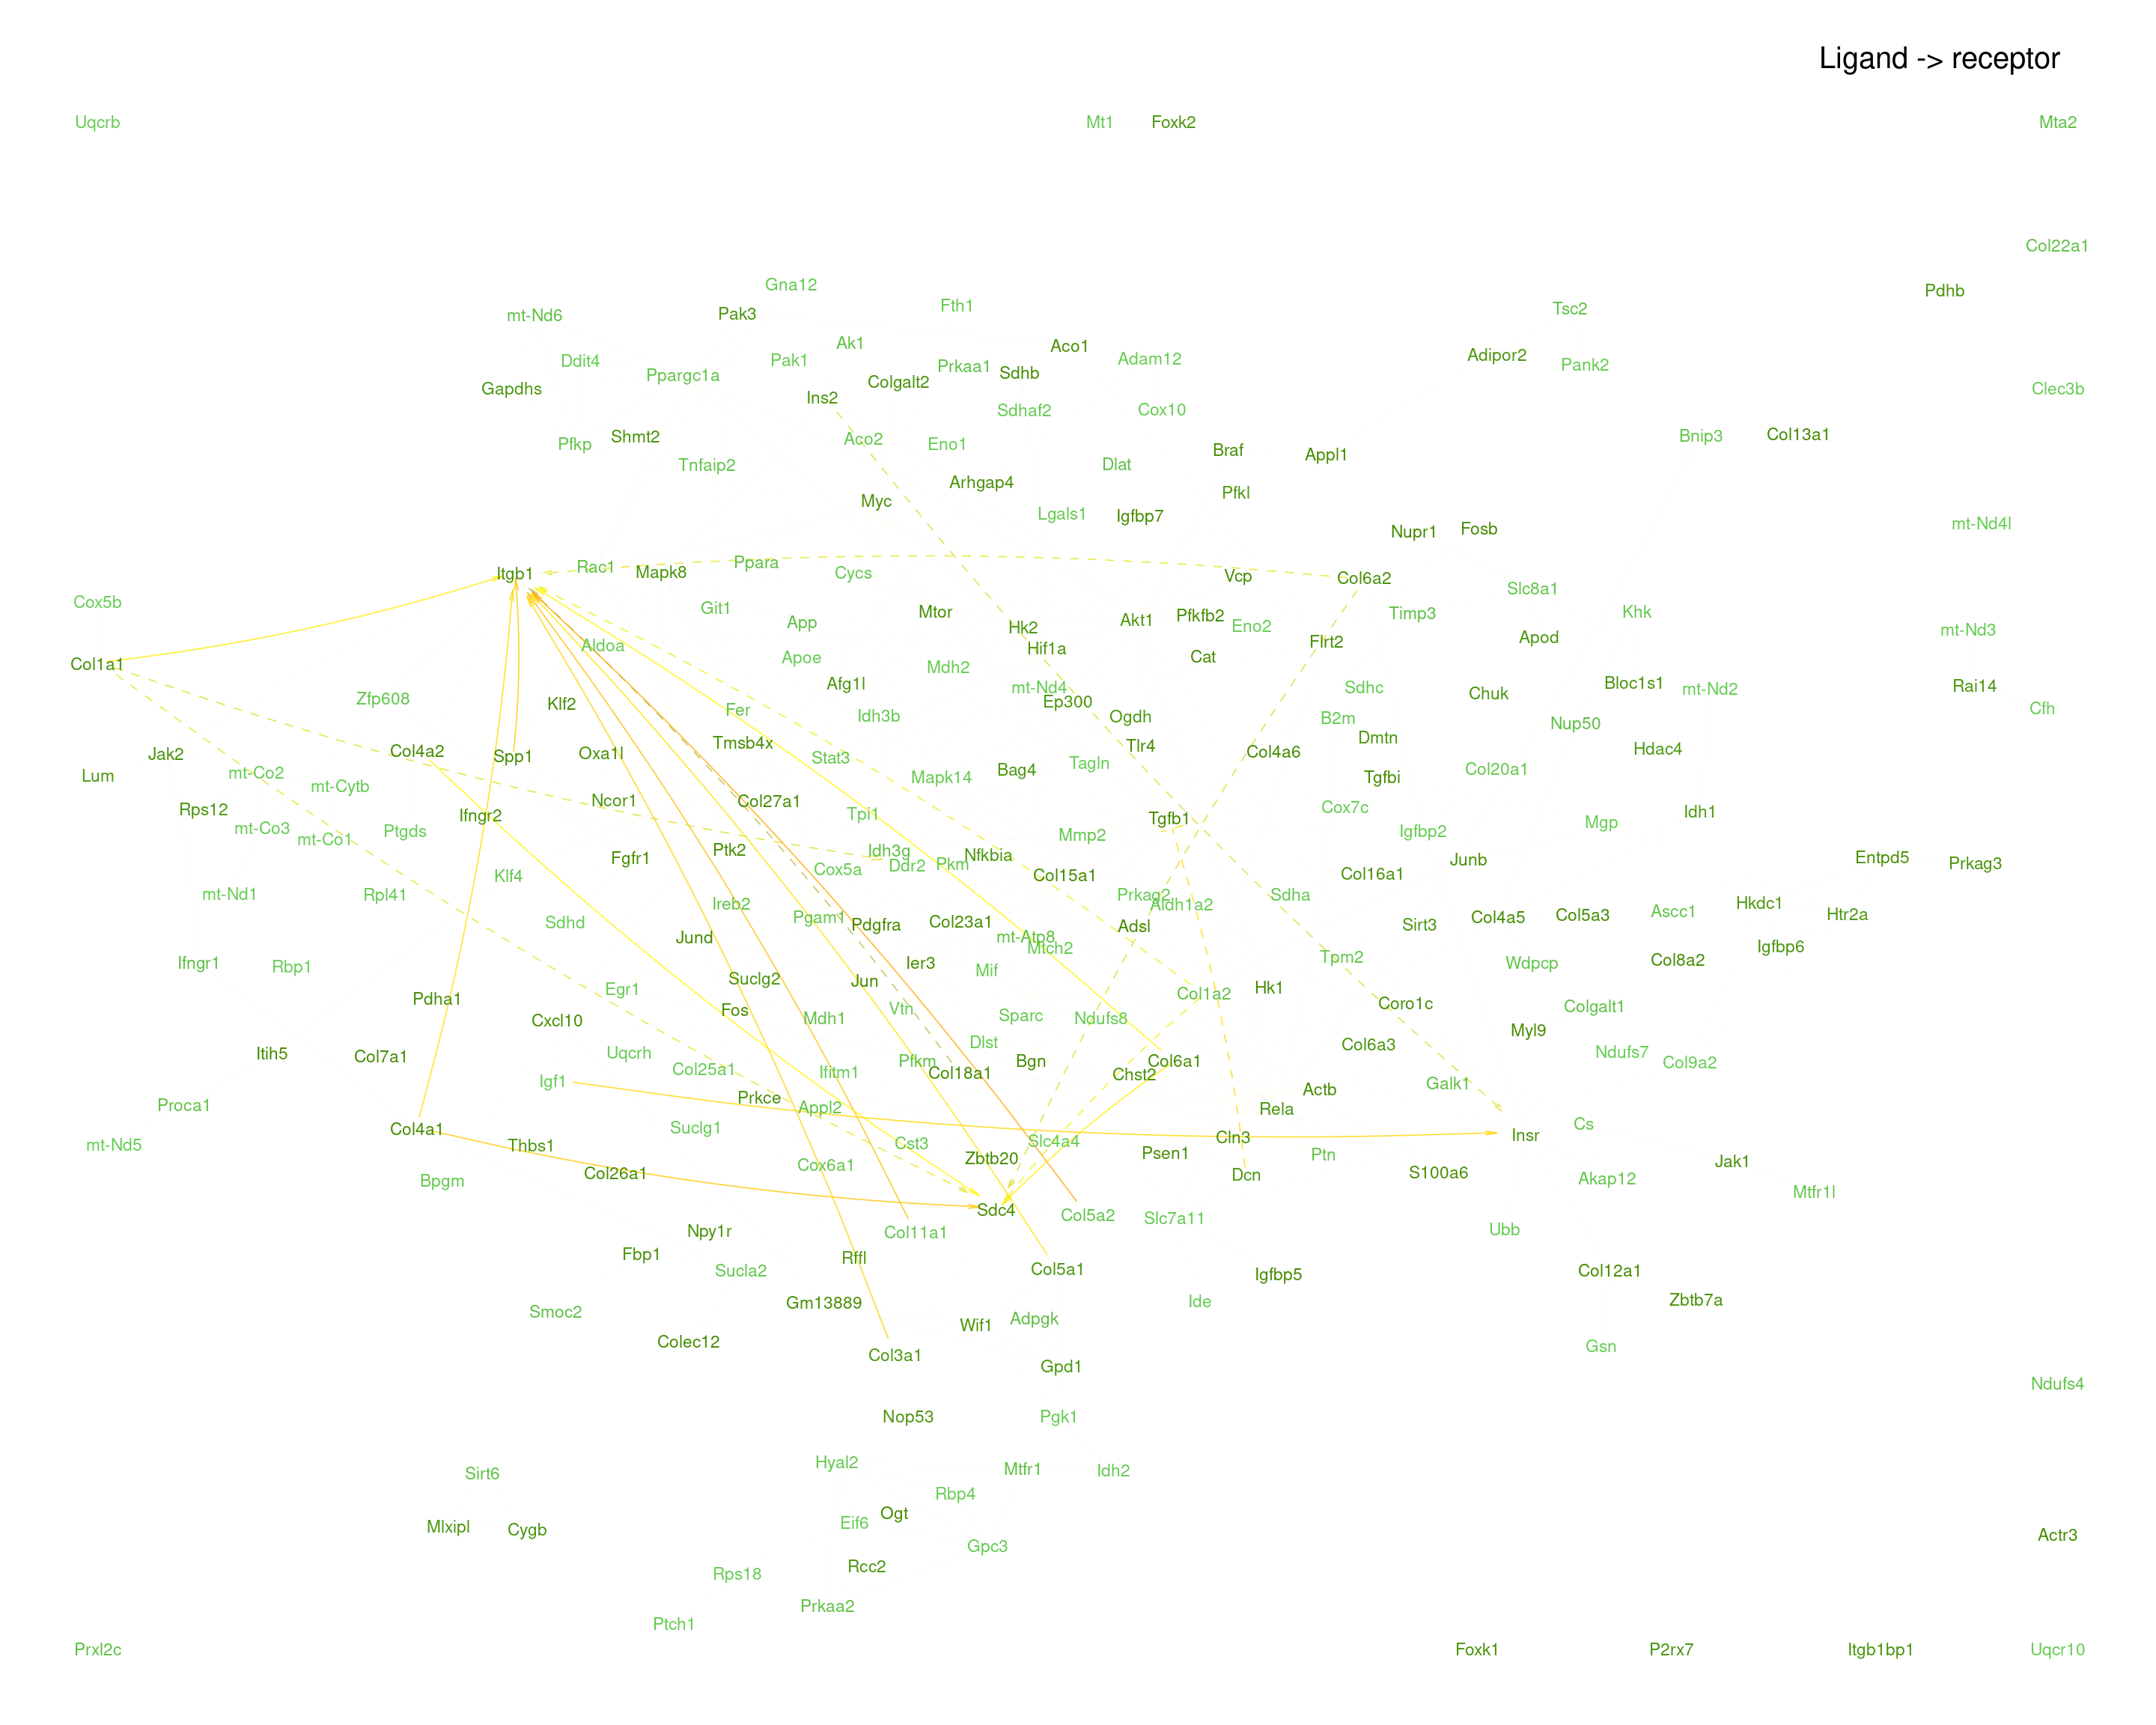 Ligand -> receptor
Uqcrb
Mt1
Foxk2
Mta2
Col22a1
Gna12
Pdhb
Fth1
Tsc2
Pak3
mt-Nd6
Ak1
Aco1
Adipor2
Ddit4
Pak1
Adam12
Prkaa1
Pank2
Sdhb
Ppargc1a
Colgalt2
Gapdhs
Clec3b
Ins2
Sdhaf2
Cox10
Shmt2
Aco2
Bnip3
Col13a1
Pfkp
Eno1
Braf
Appl1
Tnfaip2
Dlat
Arhgap4
Pfkl
Myc
Lgals1
Igfbp7
mt-Nd4l
Fosb
Nupr1
Ppara
Rac1
Itgb1
Mapk8
Cycs
Vcp
Col6a2
Slc8a1
Cox5b
Git1
Mtor
Khk
Timp3
Pfkfb2
App
Akt1
Hk2
Eno2
mt-Nd3
Apod
Flrt2
Aldoa
Hif1a
Apoe
Cat
Col1a1
Mdh2
Afg1l
Bloc1s1
Rai14
mt-Nd4
Sdhc
mt-Nd2
Chuk
Zfp608
Ep300
Klf2
Cfh
Fer
Idh3b
Ogdh
B2m
Nup50
Dmtn
Tmsb4x
Tlr4
Hdac4
Col4a2
Col4a6
Jak2
Oxa1l
Spp1
Stat3
Tagln
Bag4
Col20a1
mt-Co2
Lum
Mapk14
Tgfbi
mt-Cytb
Ncor1
Col27a1
Cox7c
Rps12
Idh1
Tpi1
Ifngr2
Tgfb1
Mgp
mt-Co3
Ptgds
Igfbp2
Mmp2
mt-Co1
Ptk2
Idh3g
Nfkbia
Fgfr1
Entpd5
Junb
Prkag3
Pkm
Ddr2
Cox5a
Col16a1
Col15a1
Klf4
mt-Nd1
Rpl41
Prkag2
Sdha
Ireb2
Hkdc1
Aldh1a2
Ascc1
Htr2a
Col5a3
Pgam1
Col4a5
Sdhd
Col23a1
Pdgfra
Sirt3
Adsl
Jund
mt-Atp8
Igfbp6
Mtch2
Tpm2
Col8a2
Ifngr1
Ier3
Wdpcp
Rbp1
Mif
Suclg2
Jun
Hk1
Egr1
Col1a2
Pdha1
Coro1c
Colgalt1
Vtn
Fos
Sparc
Mdh1
Ndufs8
Cxcl10
Myl9
Dlst
Col6a3
Uqcrh
Ndufs7
Itih5
Col7a1
Pfkm
Bgn
Col6a1
Col9a2
Col25a1
Ifitm1
Col18a1
Chst2
Igf1
Galk1
Actb
Prkce
Proca1
Appl2
Rela
Cs
Suclg1
Col4a1
Insr
Cln3
Slc4a4
Cst3
mt-Nd5
Thbs1
Psen1
Ptn
Zbtb20
Jak1
Cox6a1
Col26a1
S100a6
Dcn
Akap12
Bpgm
Mtfr1l
Sdc4
Col5a2
Slc7a11
Ubb
Npy1r
Col11a1
Fbp1
Rffl
Col5a1
Sucla2
Col12a1
Igfbp5
Zbtb7a
Ide
Gm13889
Smoc2
Adpgk
Wif1
Colec12
Gsn
Col3a1
Gpd1
Ndufs4
Nop53
Pgk1
Hyal2
Mtfr1
Idh2
Sirt6
Rbp4
Ogt
Eif6
Mlxipl
Cygb
Actr3
Gpc3
Rcc2
Rps18
Prkaa2
Ptch1
Prxl2c
Foxk1
P2rx7
Itgb1bp1
Uqcr10